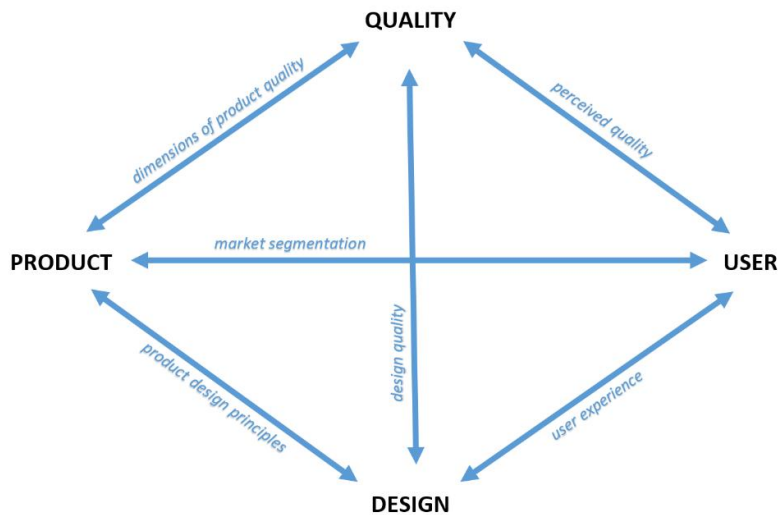 QUALITY
dimensions of product quality
perceived quality
market segmentation
PRODUCT
USER
design quality
product design principles
user experience
DESIGN